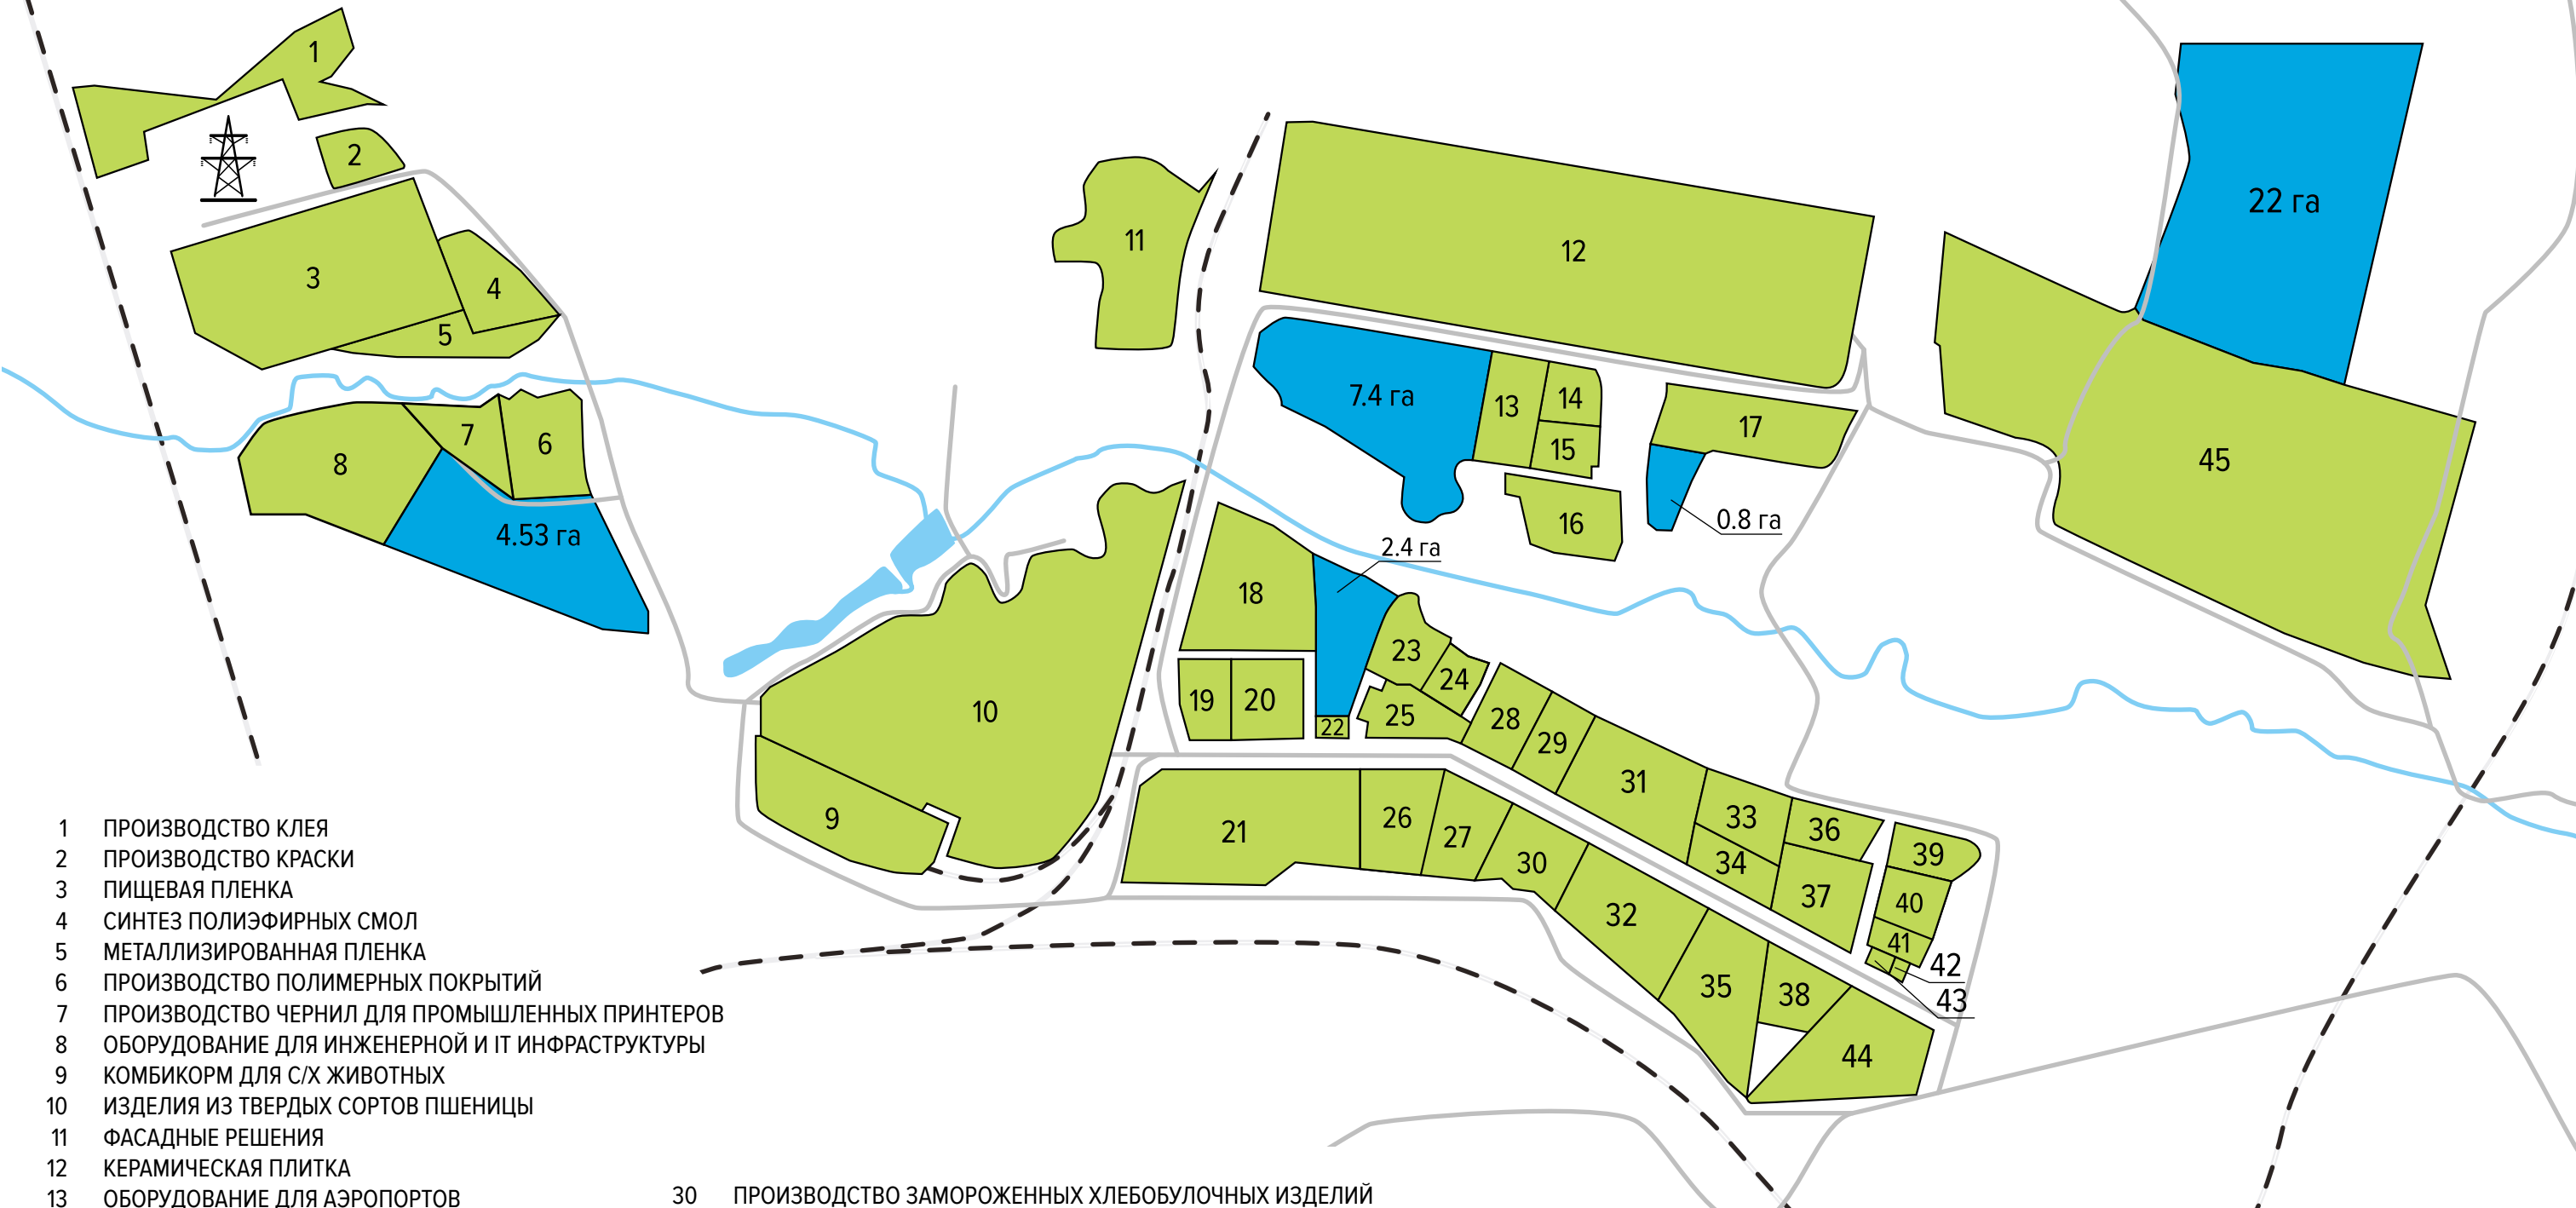 1
2
3
4
5
6
7
8
4.53 га
9
10
11
12
7.4 га
13
14
15
16
17
0.8 га
2.4 га
18
19
20
22
23
24
25
28
29
31
33
34
36
37
39
40
41
42
43
21
26
27
30
32
35
38
44
22 га
45
1 ПРОИЗВОДСТВО КЛЕЯ
2 ПРОИЗВОДСТВО КРАСКИ
3 ПИЩЕВАЯ ПЛЕНКА
4 СИНТЕЗ ПОЛИЭФИРНЫХ СМОЛ
5 МЕТАЛЛИЗИРОВАННАЯ ПЛЕНКА
6 ПРОИЗВОДСТВО ПОЛИМЕРНЫХ ПОКРЫТИЙ
7 ПРОИЗВОДСТВО ЧЕРНИЛ ДЛЯ ПРОМЫШЛЕННЫХ ПРИНТЕРОВ
8 ОБОРУДОВАНИЕ ДЛЯ ИНЖЕНЕРНОЙ И IT ИНФРАСТРУКТУРЫ
9 КОМБИКОРМ ДЛЯ С/Х ЖИВОТНЫХ
10 ИЗДЕЛИЯ ИЗ ТВЕРДЫХ СОРТОВ ПШЕНИЦЫ
11 ФАСАДНЫЕ РЕШЕНИЯ
12 КЕРАМИЧЕСКАЯ ПЛИТКА
13 ОБОРУДОВАНИЕ ДЛЯ АЭРОПОРТОВ
30 ПРОИЗВОДСТВО ЗАМОРОЖЕННЫХ ХЛЕБОБУЛОЧНЫХ ИЗДЕЛИЙ